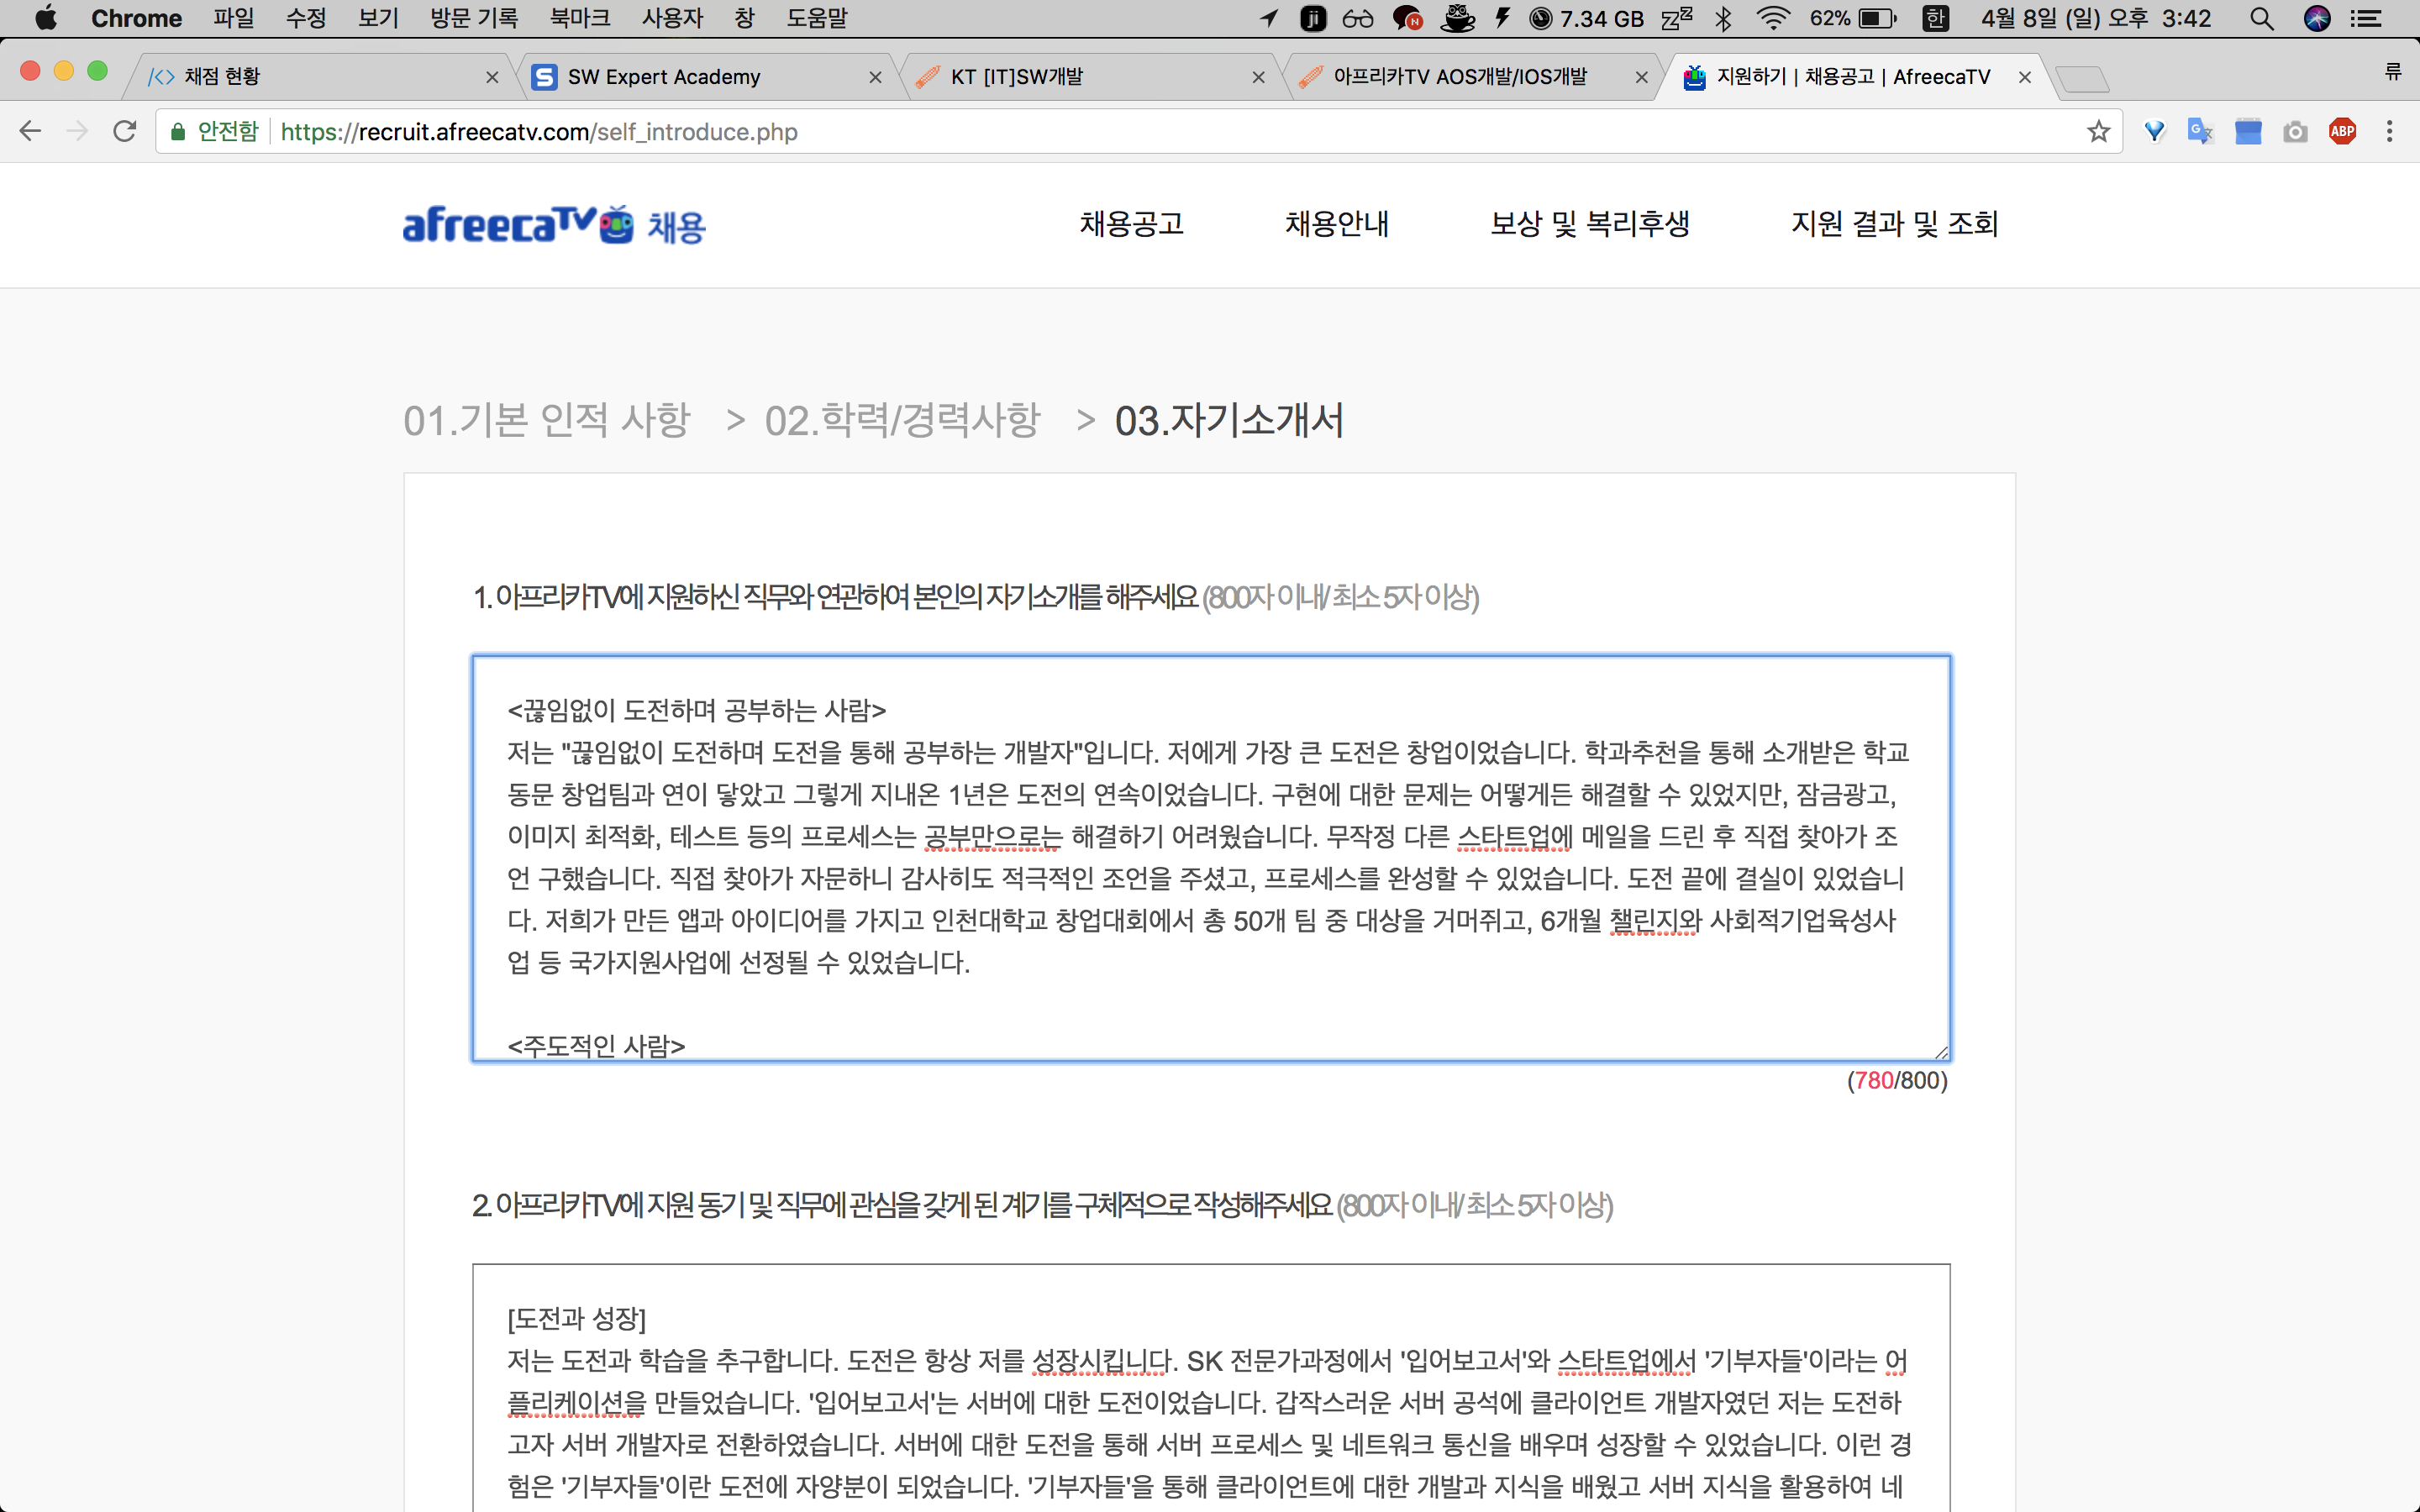 Chrome 파일 수정 보기 방문 기록 북마크 사용자 창 도움말 7.34 GB 62% 한 4월 8일 (일) 오후 3:42
채점 현황 SW Expert Academy KT [IT]SW개발 아프리카TV AOS개발/IOS개발 지원하기 | 채용공고 | AfreecaTV 류
안전함 https://recruit.afreecatv.com/self_introduce.php ABP
afreecaTV 채용 채용공고 채용안내 보상 및 복리후생 지원 결과 및 조회
01.기본 인적 사항 > 02.학력/경력사항 > 03.자기소개서
1. 아프리카TV에 지원하신 직무와 연관하여 본인의 자기소개를 해주세요 (800자 이내/ 최소 5자 이상)
<끊임없이 도전하며 공부하는 사람>
저는 "끊임없이 도전하며 도전을 통해 공부하는 개발자"입니다. 저에게 가장 큰 도전은 창업이었습니다. 학과추천을 통해 소개받은 학교
동문 창업팀과 연이 닿았고 그렇게 지내온 1년은 도전의 연속이었습니다. 구현에 대한 문제는 어떻게든 해결할 수 있었지만, 잠금광고,
이미지 최적화, 테스트 등의 프로세스는 공부만으로는 해결하기 어려웠습니다. 무작정 다른 스타트업에 메일을 드린 후 직접 찾아가 조
언 구했습니다. 직접 찾아가 자문하니 감사히도 적극적인 조언을 주셨고, 프로세스를 완성할 수 있었습니다. 도전 끝에 결실이 있었습니
다. 저희가 만든 앱과 아이디어를 가지고 인천대학교 창업대회에서 총 50개 팀 중 대상을 거머쥐고, 6개월 챌린지와 사회적기업육성사
업 등 국가지원사업에 선정될 수 있었습니다.
<주도적인 사람>
(780/800)
2. 아프리카TV에 지원 동기 및 직무에 관심을 갖게 된 계기를 구체적으로 작성해주세요 (800자 이내/ 최소 5자 이상)
[도전과 성장]
저는 도전과 학습을 추구합니다. 도전은 항상 저를 성장시킵니다. SK 전문가과정에서 '입어보고서'와 스타트업에서 '기부자들'이라는 어
플리케이션을 만들었습니다. '입어보고서'는 서버에 대한 도전이었습니다. 갑작스러운 서버 공석에 클라이언트 개발자였던 저는 도전하
고자 서버 개발자로 전환하였습니다. 서버에 대한 도전을 통해 서버 프로세스 및 네트워크 통신을 배우며 성장할 수 있었습니다. 이런 경
험은 '기부자들'이란 도전에 자양분이 되었습니다. '기부자들'을 통해 클라이언트에 대한 개발과 지식을 배웠고 서버 지식을 활용하여 네